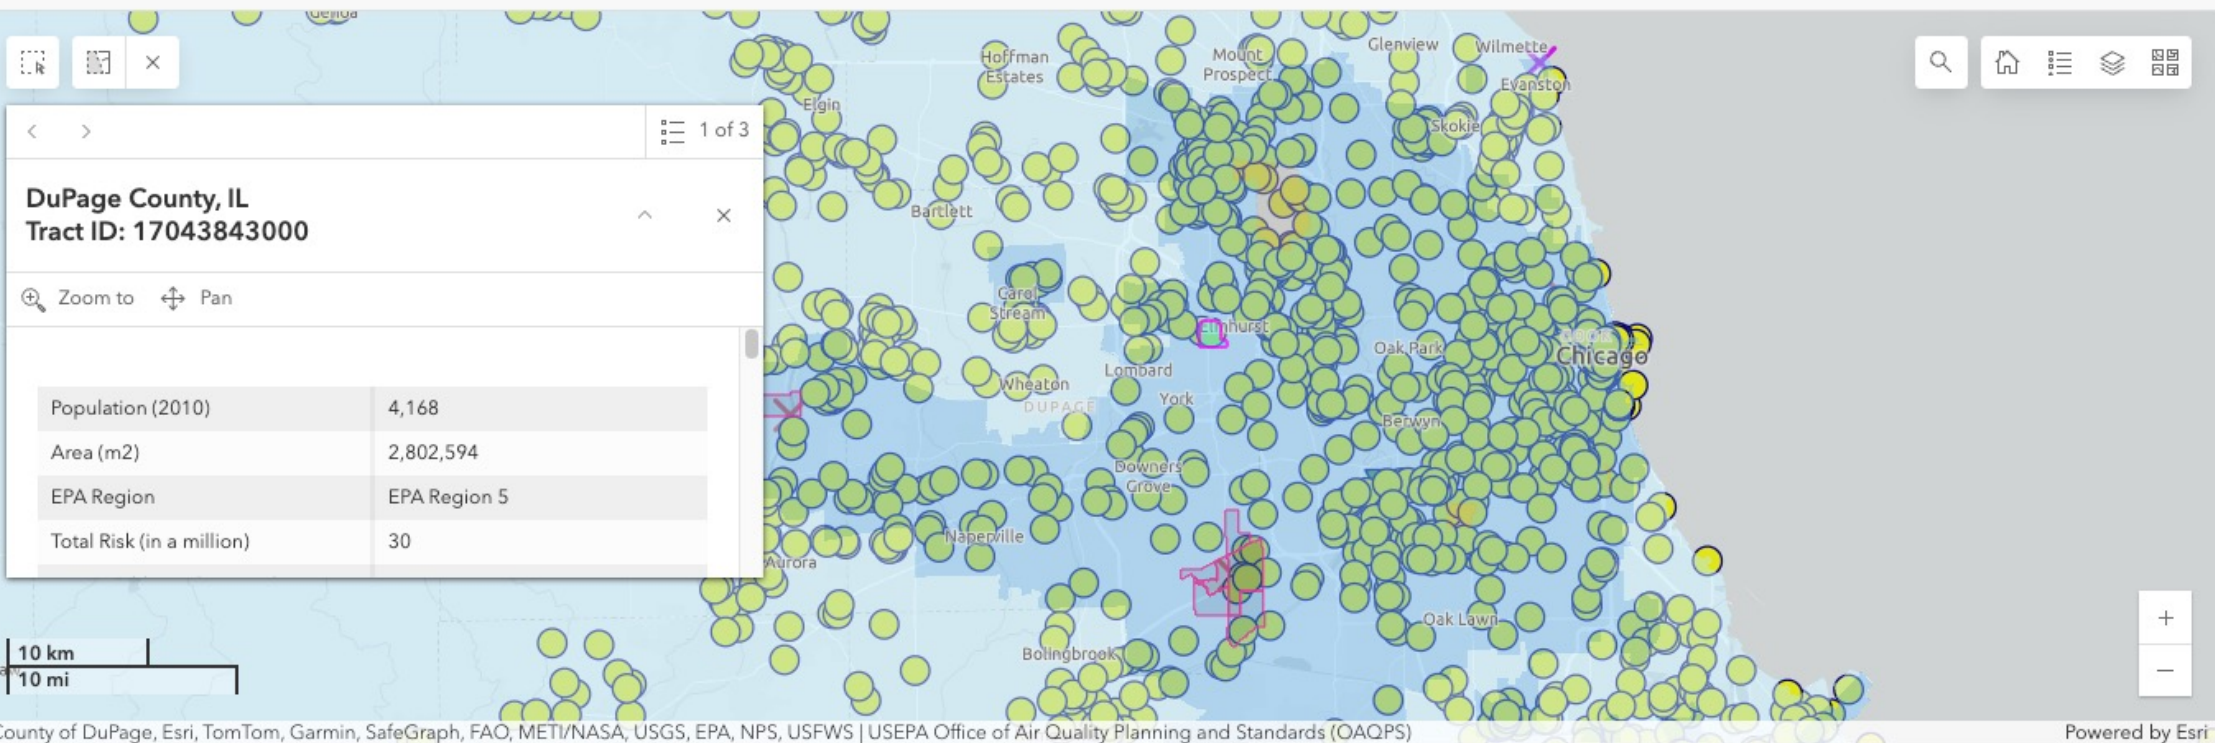 Genoa
Hoffman
Estates
Mount
Prospect
Glenview
Wilmette
Evanston
Elgin
Skokie
1 of 3
DuPage County, IL
Tract ID: 17043843000
Bartlett
Zoom to
Pan
Carol
Stream
Elmhurst
Oak Park
COOK
Chicago
Lombard
Wheaton
DUPAGE
York
Berwyn
Population (2010) 4,168
Area (m2) 2,802,594
EPA Region EPA Region 5
Total Risk (in a million) 30
Downers
Grove
Naperville
Aurora
Oak Lawn
Bolingbrook
10 km
10 mi
County of DuPage, Esri, TomTom, Garmin, SafeGraph, FAO, METI/NASA, USGS, EPA, NPS, USFWS | USEPA Office of Air Quality Planning and Standards (OAQPS)
Powered by Esri